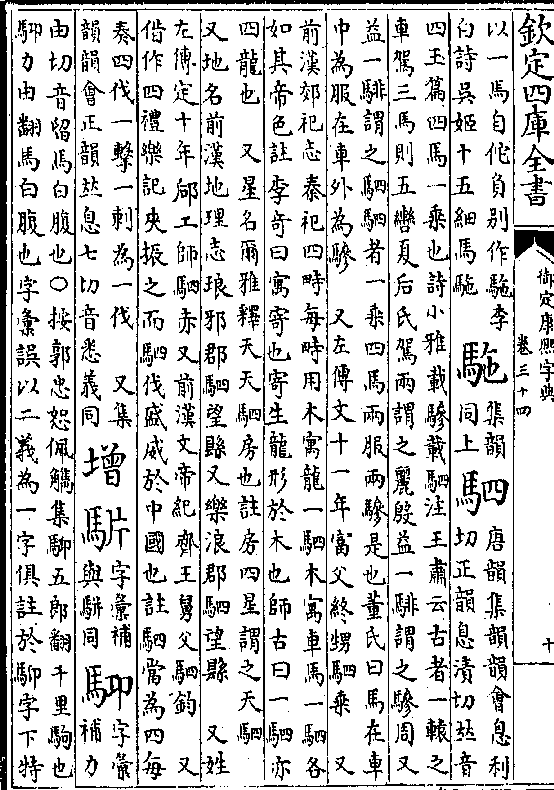 欽定四庫全書
御定康熙字典
卷三十四
十
以一馬自佗負别作駞李
白詩吳姬十五細馬駞
駞
集韻
同上
駟
唐韻集韻韻會息利
切正韻息漬切𠀤音
四玉篇四馬一乘也詩小雅載驂載駟注王肅云古者一轅之
車駕三馬則五轡夏后氏駕兩謂之麗殷益一騑謂之驂周又
益一騑謂之駟駟者一乘四馬兩服兩驂是也董氏曰馬在車
中為服在車外為驂 又左傳文十一年富父終甥駟乘 又
前漢郊祀志秦祀四時每時用木寓龍一駟木寓車馬一駟各
如其帝色註李奇曰寓寄也寄生龍形於木也師古曰一駟亦
四龍也 又星名爾雅釋天天駟房也註房四星謂之天駟
又地名前漢地理志琅邪郡駟望縣又樂浪郡駟望縣 又姓
左傳定十年郈工師駟赤又前漢文帝紀齊王舅父駟鈞 又
借作四禮樂記夾振之而駟伐盛威於中國也註駟當為四每
奏四伐一擊一刺為一伐 又集
韻韻會正韻𠀤息七切音悉義同
增
⿰馬片
字彙補
與駢同
⿰馬卬
字彙
補力
由切音留馬白腹也○按郭忠恕佩觿集⿰馬卬五郎翻千里駒也
⿰馬卯力由翻馬白腹也字彙誤以二義為一字俱註於⿰馬卬字下特